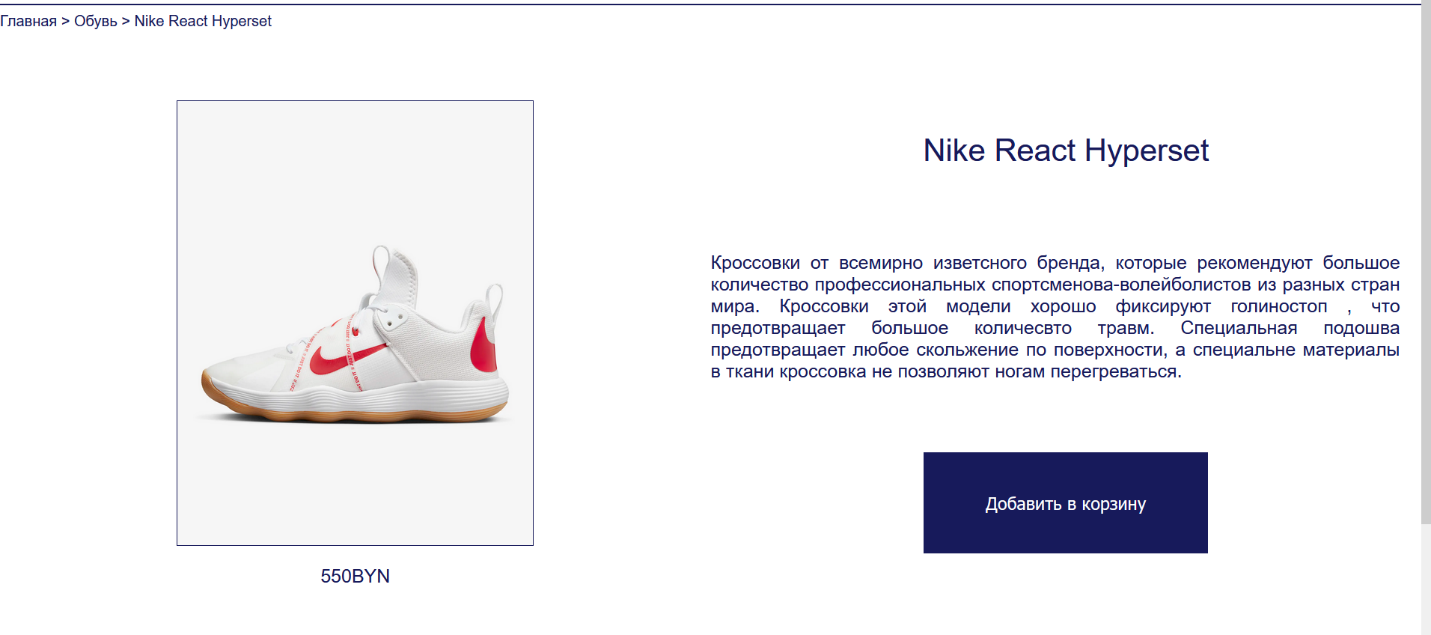 Главная > Обувь > Nike React Hyperset
Nike React Hyperset
Кроссовки от всемирно изветсного бренда, которые рекомендуют большое
количество профессиональных спортсменова-волейболистов из разных стран
мира. Кроссовки этой модели хорошо фиксируют голиностоп , что
предотвращает большое количесвто травм. Специальная подошва
предотвращает любое скольжение по поверхности, а специальне материалы
в ткани кроссовка не позволяют ногам перегреваться.
Добавить в корзину
550BYN